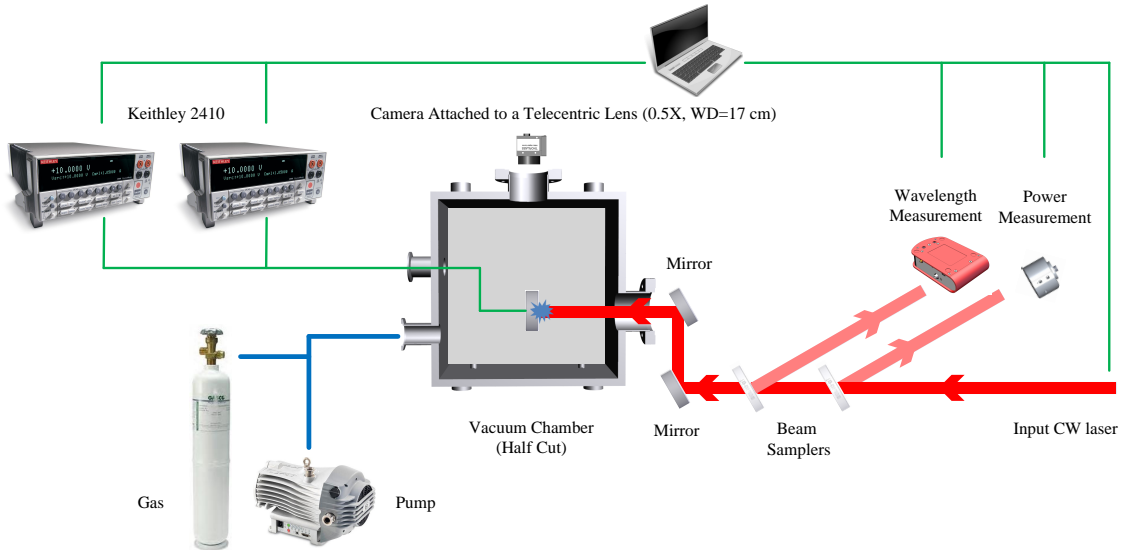 Keithley 2410
Camera Attached to a Telecentric Lens (0.5X, WD=17 cm)
+10.0000 V
+10.0000 V
Wavelength
Measurement
Power
Measurement
Mirror
Vacuum Chamber
(Half Cut)
Mirror
Beam
Samplers
Input CW laser
Gas
Pump